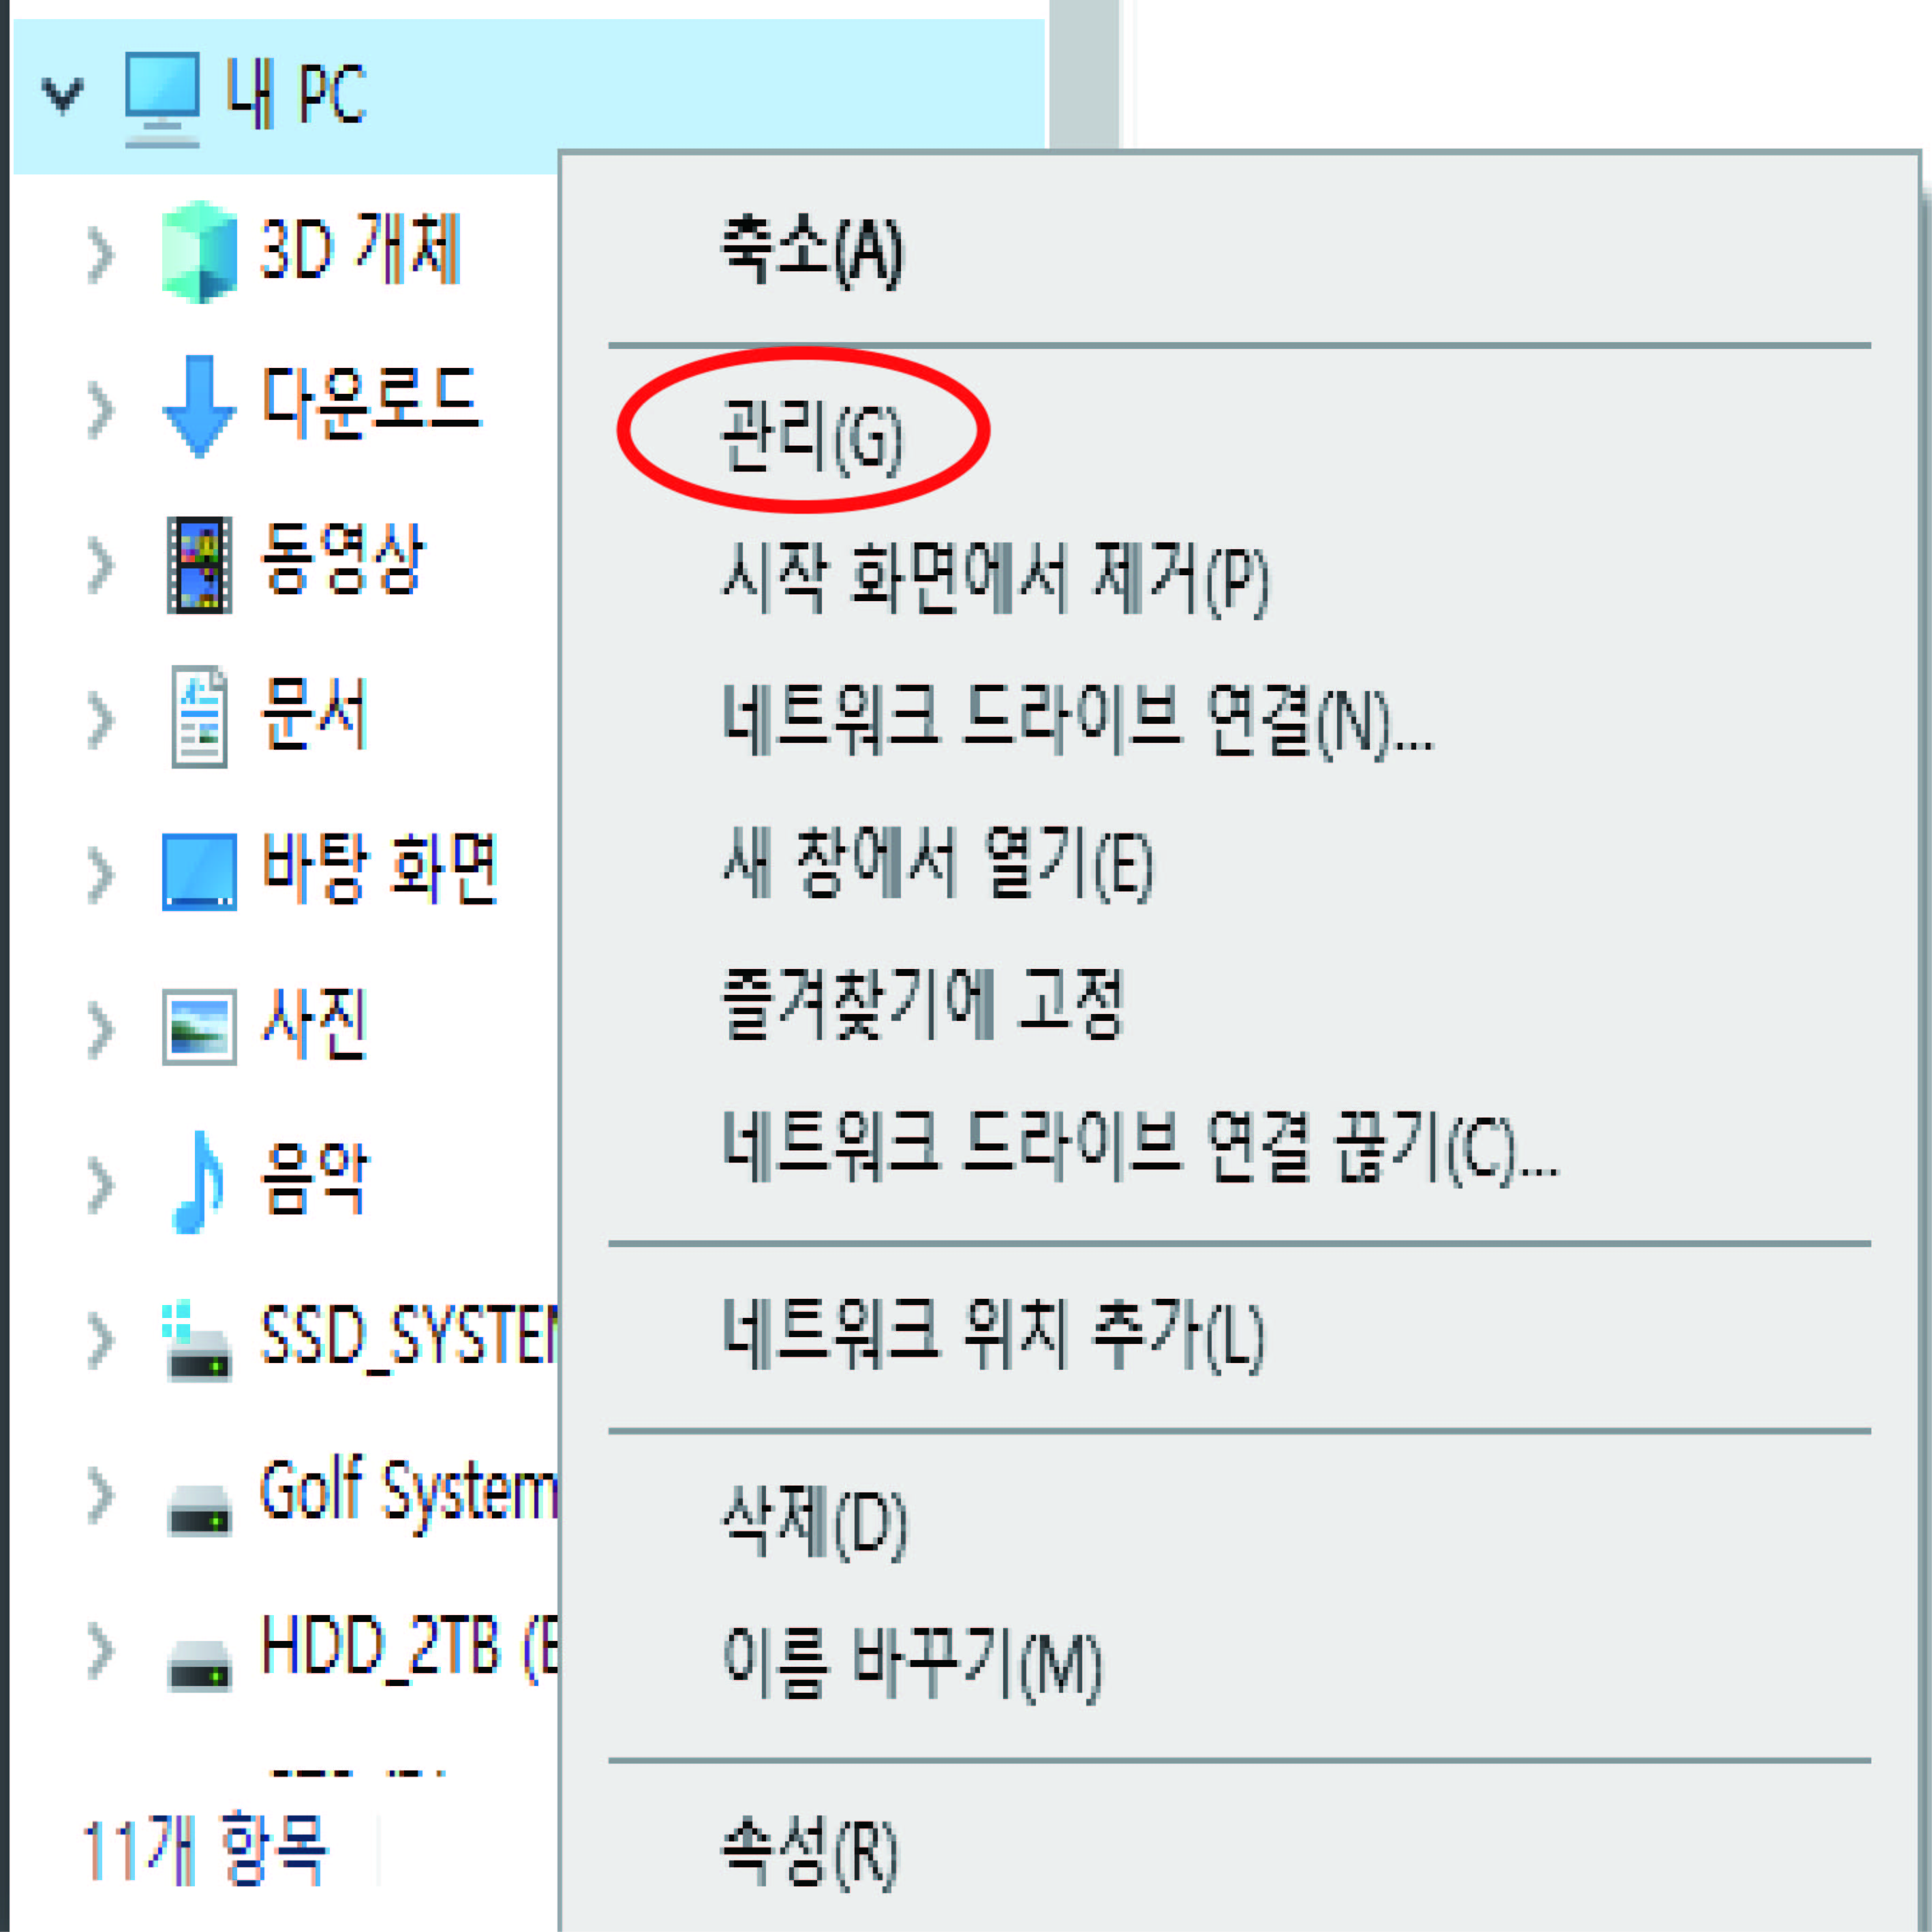 내 PC
3D 개체
다운로드
동영상
문서
바탕 화면
사진
음악
SSD_SYSTEM
Golf System
HDD_2TB
11개 항목
축소(A)
관리(G)
시작 화면에서 제거(P)
네트워크 드라이브 연결(N)...
새 창에서 열기(E)
즐겨찾기에 고정
네트워크 드라이브 연결 끊기(C)...
네트워크 위치 추가(L)
삭제(D)
이름 바꾸기(M)
속성(R)